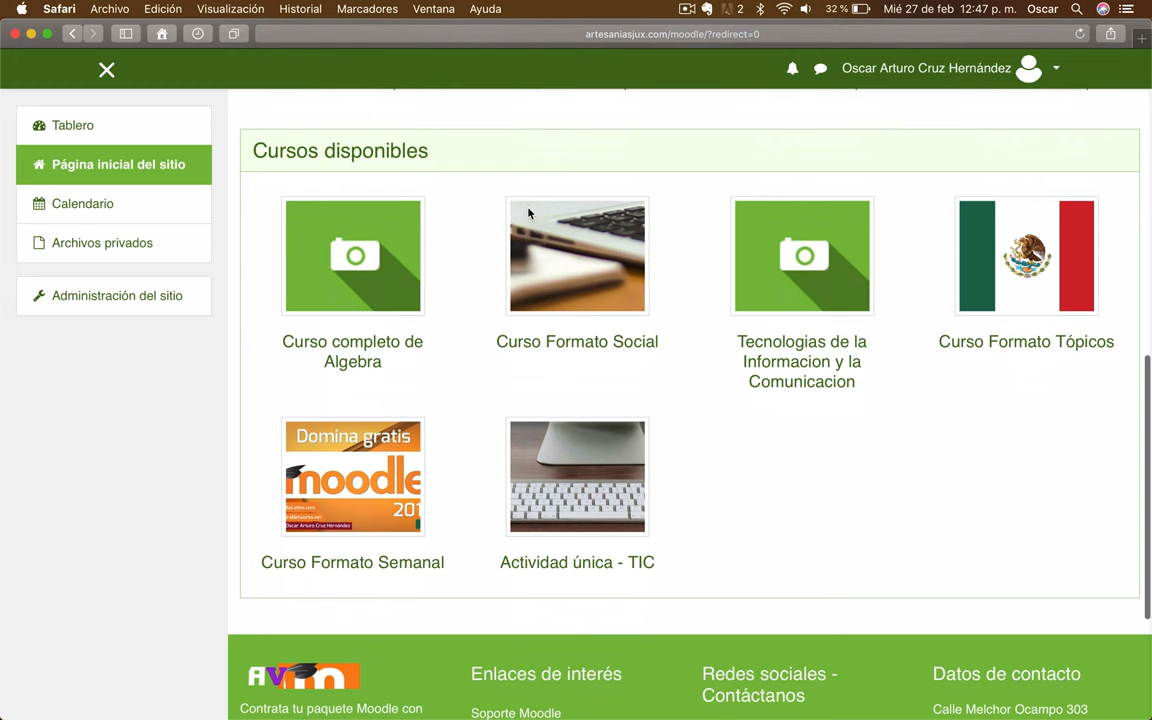 Safari Archivo Edición Visualización Historial Marcadores Ventana Ayuda 2 32 % Mié 27 de feb 12:47 p. m. Oscar
artesaniasjux.com/moodle/?redirect=0
Oscar Arturo Cruz Hernández
Tablero
Página inicial del sitio
Calendario
Archivos privados
Administración del sitio
Cursos disponibles
Curso completo de
Algebra
Curso Formato Social
Tecnologias de la
Informacion y la
Comunicacion
Curso Formato Tópicos
Domina gratis
moodle
201
Oscar Arturo Cruz Hernández
Curso Formato Semanal
Actividad única - TIC
AVim
Contrata tu paquete Moodle con
Enlaces de interés
Soporte Moodle
Redes sociales -
Contáctanos
Datos de contacto
Calle Melchor Ocampo 303